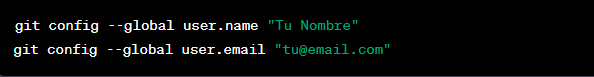 git config --global user.name "Tu Nombre"
git config --global user.email "tu@email.com"